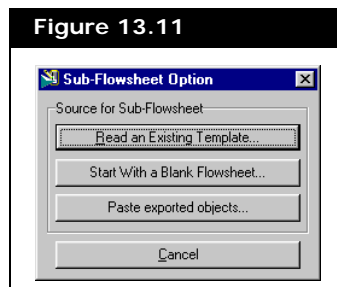 Figure 13.11
Sub-Flowsheet Option
Source for Sub-Flowsheet
Read an Existing Template...
Start With a Blank Flowsheet...
Paste exported objects...
Cancel